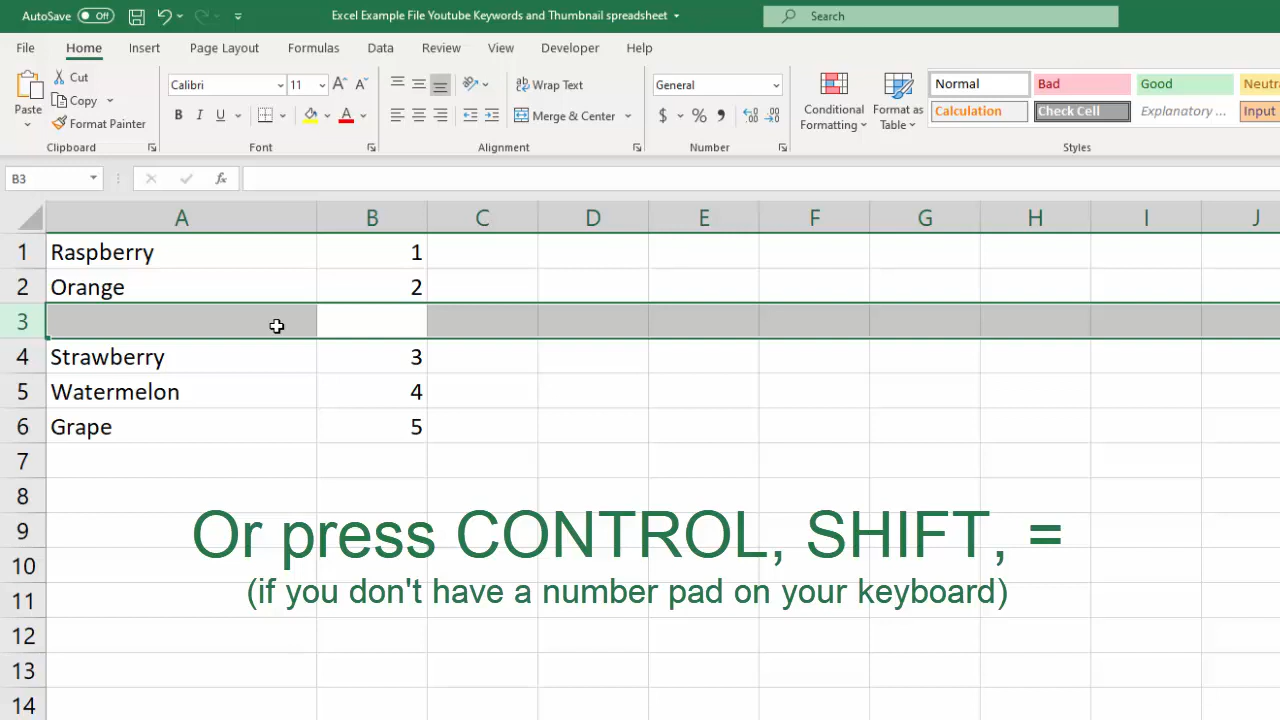 AutoSave Off Excel Example File Youtube Keywords and Thumbnail spreadsheet Search
File Home Insert Page Layout Formulas Data Review View Developer Help
Paste Cut Calibri 11 Wrap Text General Conditional Formatting Format as Table Normal Bad Good
Copy
Format Painter B I U Merge & Center $ % Calculation Check Cell Explanatory ... Input
Clipboard Font Alignment Number Styles
B3 fx
A B C D E F G H I J
1 Raspberry 1
2 Orange 2
3
4 Strawberry 3
5 Watermelon 4
6 Grape 5
7
8
Or press CONTROL, SHIFT, =
9
10
(if you don't have a number pad on your keyboard)
11
12
13
14